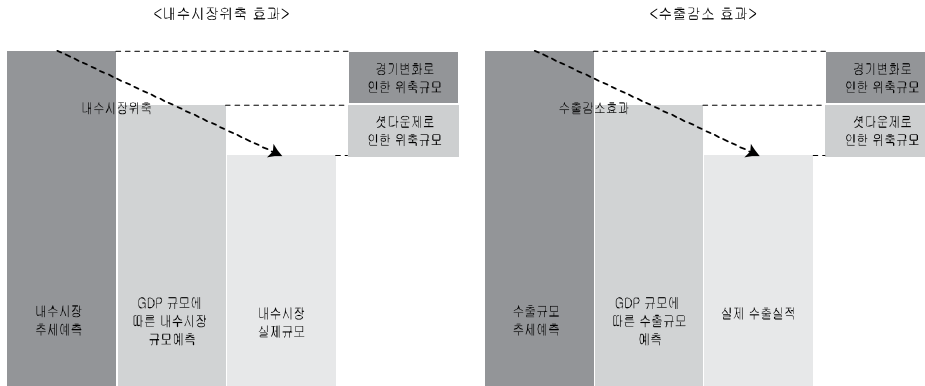 <내수시장위축 효과>
경기변화로
인한 위축규모
내수시장위축
셧다운제로
인한 위축규모
내수시장
추세예측
GDP 규모에
따른 내수시장
규모예측
내수시장
실제규모
<수출감소 효과>
경기변화로
인한 위축규모
수출감소효과
셧다운제로
인한 위축규모
수출규모
추세예측
GDP 규모에
따른 수출규모
예측
실제 수출실적